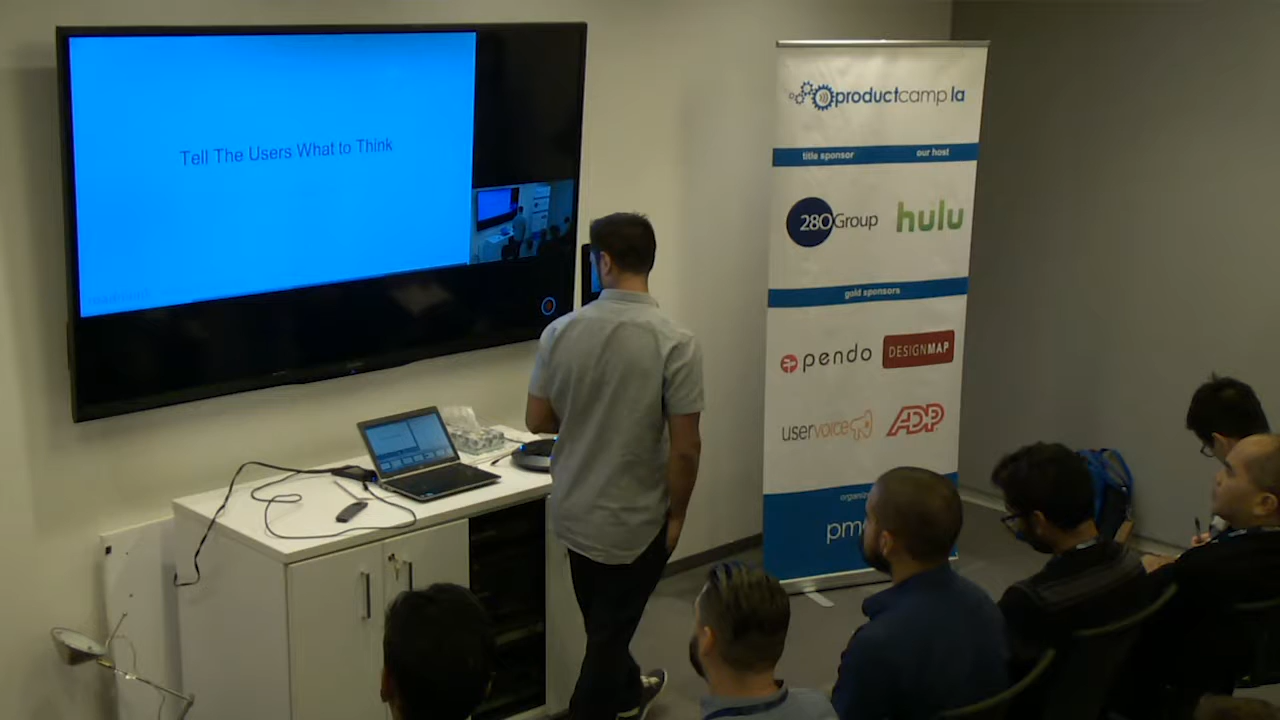 Tell The Users What to Think
productcamp la
title sponsor our host
280Group hulu
gold sponsors
pendo DESIGNMAP
uservoice ADP